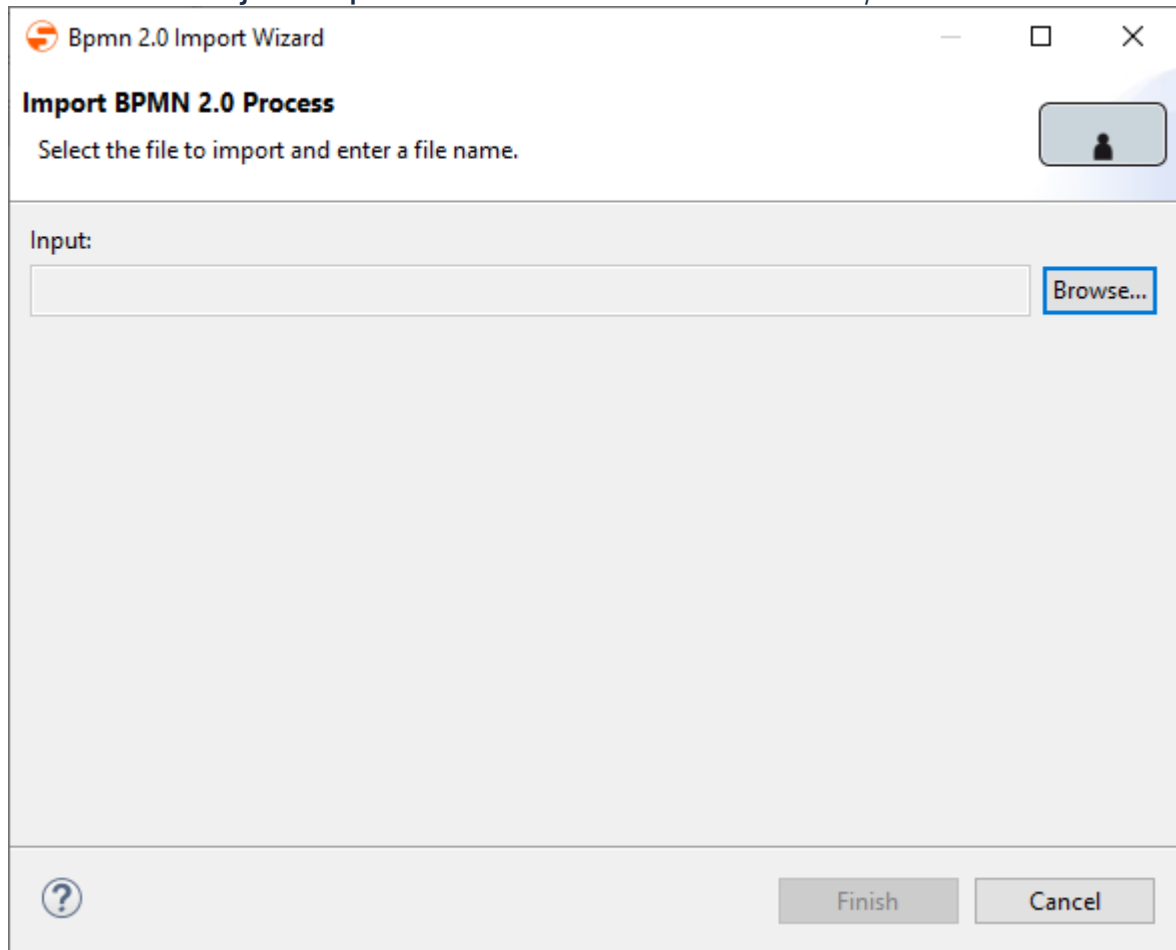 Bpmn 2.0 Import Wizard
Import BPMN 2.0 Process
Select the file to import and enter a file name.
Input:
Browse...
Finish
Cancel